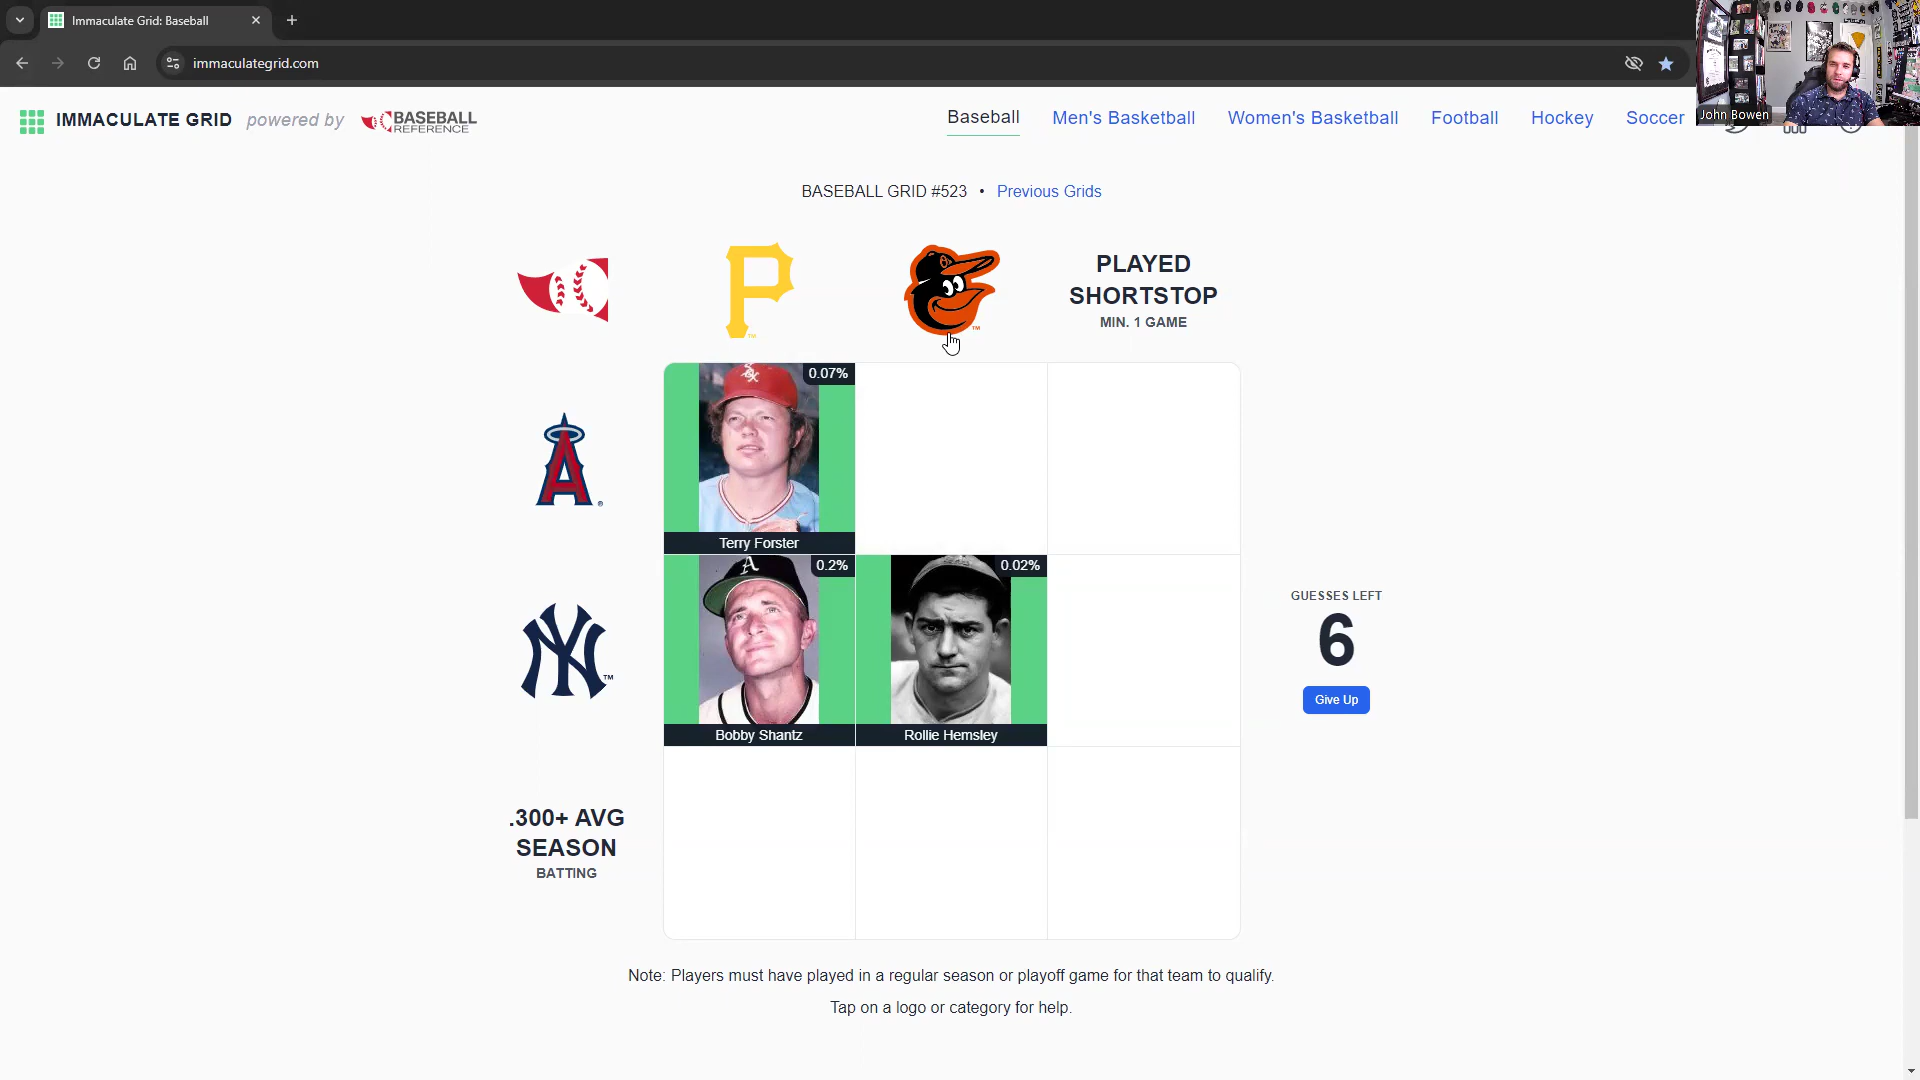 Immaculate Grid: Baseball
immaculategrid.com
John Bowen
IMMACULATE GRID powered by BASEBALL REFERENCE
Baseball Men's Basketball Women's Basketball Football Hockey Soccer
BASEBALL GRID #523 • Previous Grids
P
PLAYED
SHORTSTOP
MIN. 1 GAME
A
0.07%
Terry Forster
NY
0.2%
Bobby Shantz
0.02%
Rollie Hemsley
GUESSES LEFT
6
Give Up
.300+ AVG
SEASON
BATTING
Note: Players must have played in a regular season or playoff game for that team to qualify.
Tap on a logo or category for help.